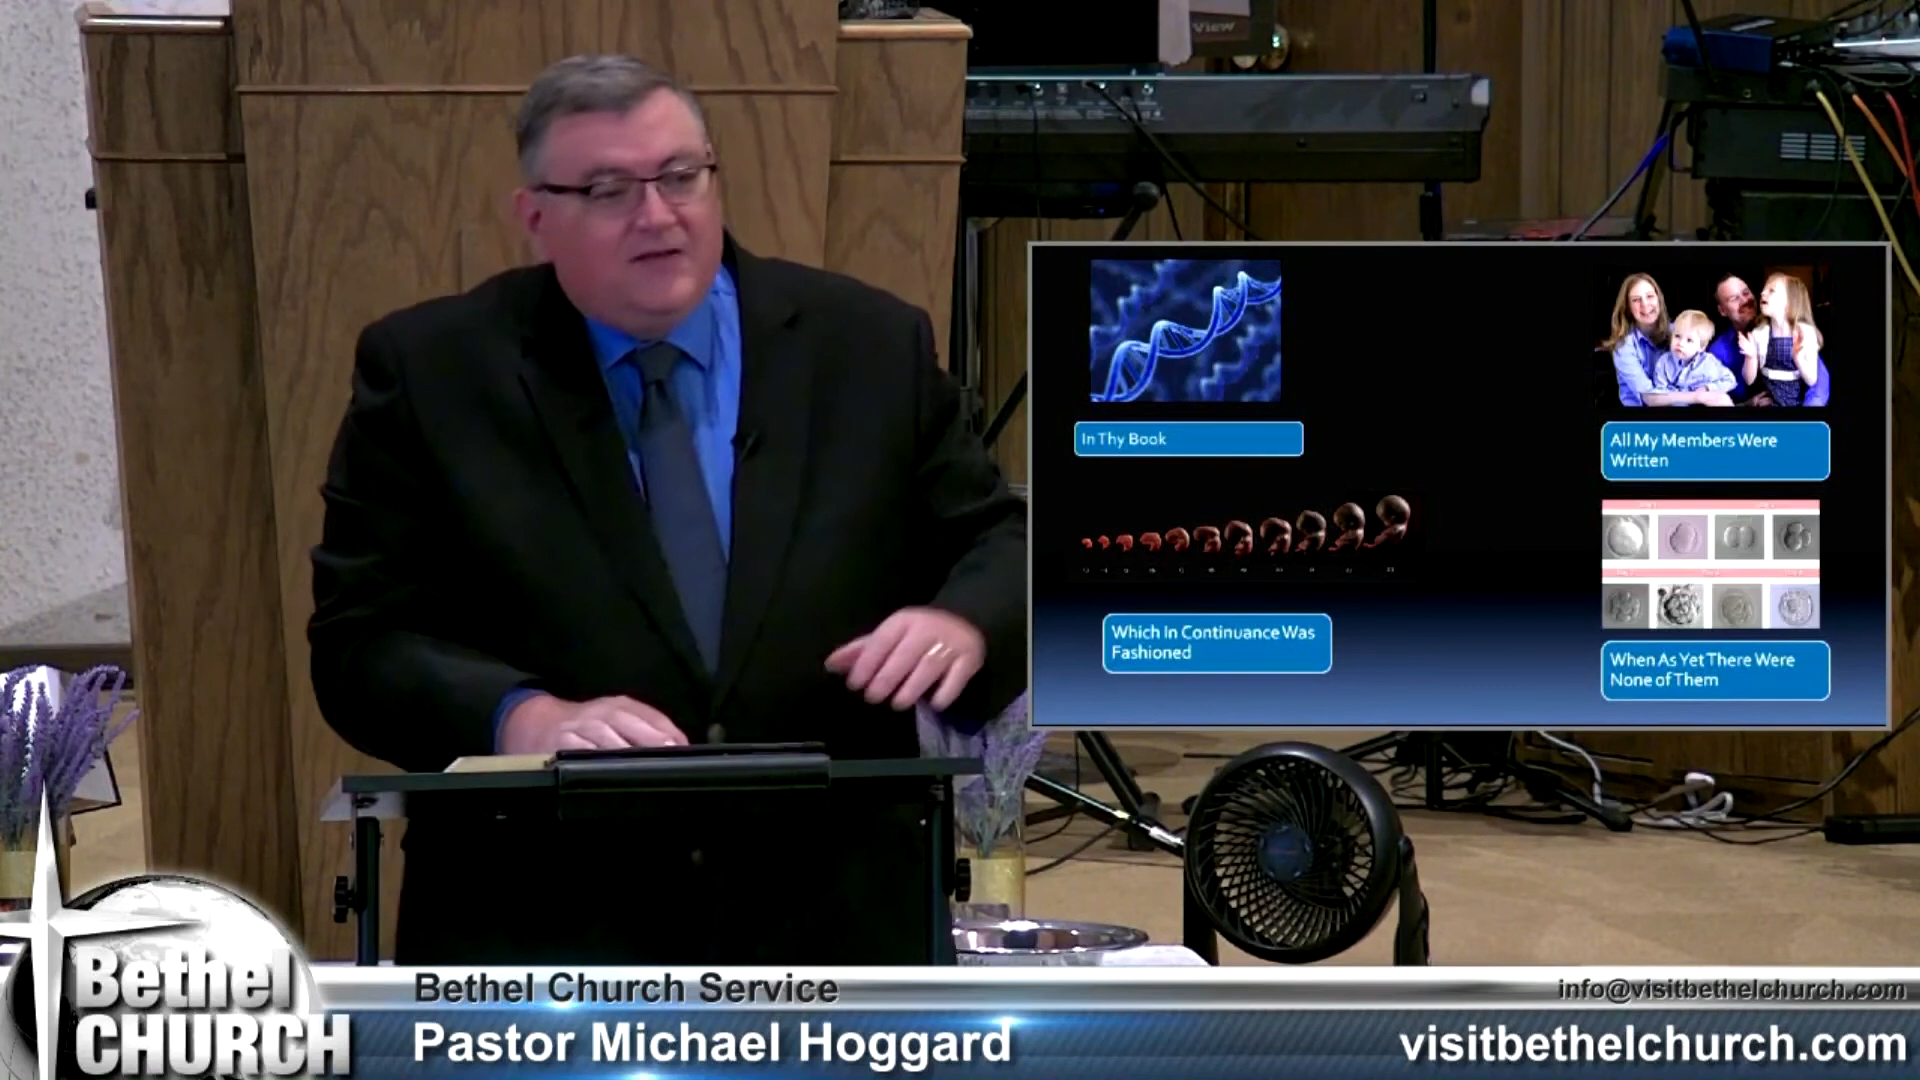 VIEW
In Thy Book
All My Members Were
Written
Which In Continuance Was
Fashioned
When As Yet There Were
None of Them
Bethel
CHURCH
Bethel Church Service
Pastor Michael Hoggard
info@visitbethelchurch.com
visitbethelchurch.com